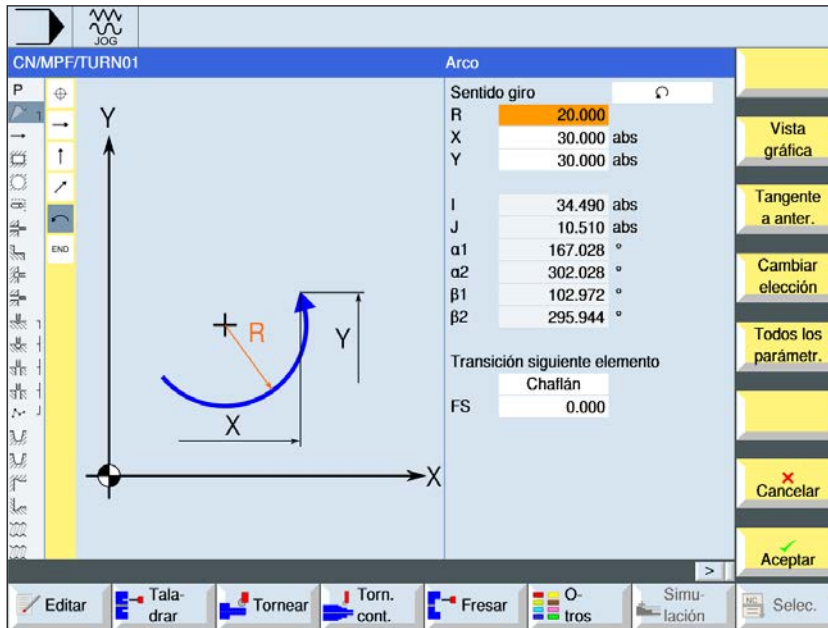 JOG
CN/MPF/TURN01
Arco
P
1
END
Y
R
Y
X
X
Sentido giro
R 20.000
X 30.000 abs
Y 30.000 abs
I 34.490 abs
J 10.510 abs
α1 167.028 °
α2 302.028 °
β1 102.972 °
β2 295.944 °
Transición siguiente elemento
Chaflán
FS 0.000
Vista
gráfica
Tangente
a anter.
Cambiar
elección
Todos los
parámetr.
Cancelar
Aceptar
>
Editar
Tala-
drar
Tornear
Torn.
cont.
Fresar
O-
tros
Simu-
lación
NC
Selec.